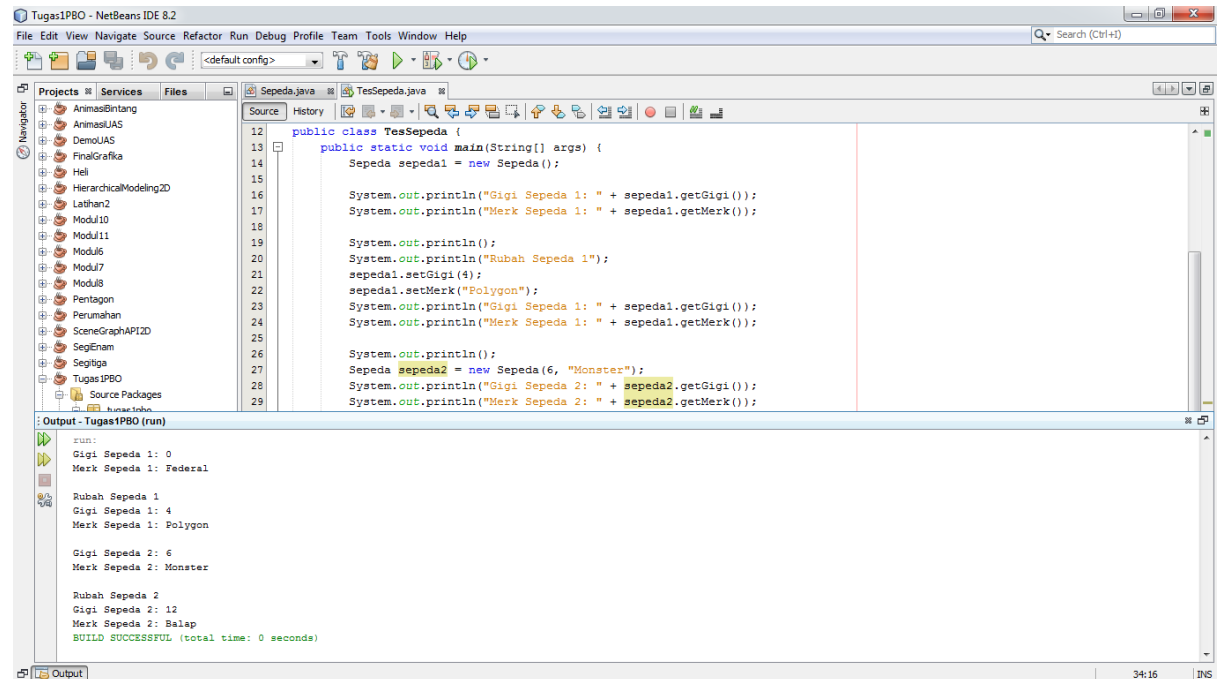 Tugas1PBO - NetBeans IDE 8.2
File Edit View Navigate Source Refactor Run Debug Profile Team Tools Window Help
Search (Ctrl+I)
<default config>
Projects Services Files
Navigator
AnimasiBintang
AnimasiUAS
DemoUAS
FinalGrafika
Heli
HierarchicalModeling2D
Latihan2
Modul10
Modul11
Modul6
Modul7
Modul8
Pentagon
Perumahan
SceneGraphAPI2D
SegiEnam
Segitiga
Tugas1PBO
Source Packages
tugas1pbo
Sepeda.java TesSepeda.java
Source History
12 public class TesSepeda {
13 public static void main(String[] args) {
14 Sepeda sepeda1 = new Sepeda();
15
16 System.out.println("Gigi Sepeda 1: " + sepeda1.getGigi());
17 System.out.println("Merk Sepeda 1: " + sepeda1.getMerk());
18
19 System.out.println();
20 System.out.println("Rubah Sepeda 1");
21 sepeda1.setGigi(4);
22 sepeda1.setMerk("Polygon");
23 System.out.println("Gigi Sepeda 1: " + sepeda1.getGigi());
24 System.out.println("Merk Sepeda 1: " + sepeda1.getMerk());
25
26 System.out.println();
27 Sepeda sepeda2 = new Sepeda(6, "Monster");
28 System.out.println("Gigi Sepeda 2: " + sepeda2.getGigi());
29 System.out.println("Merk Sepeda 2: " + sepeda2.getMerk());
Output - Tugas1PBO (run)
run:
Gigi Sepeda 1: 0
Merk Sepeda 1: Federal
Rubah Sepeda 1
Gigi Sepeda 1: 4
Merk Sepeda 1: Polygon
Gigi Sepeda 2: 6
Merk Sepeda 2: Monster
Rubah Sepeda 2
Gigi Sepeda 2: 12
Merk Sepeda 2: Balap
BUILD SUCCESSFUL (total time: 0 seconds)
Output
34:16 INS